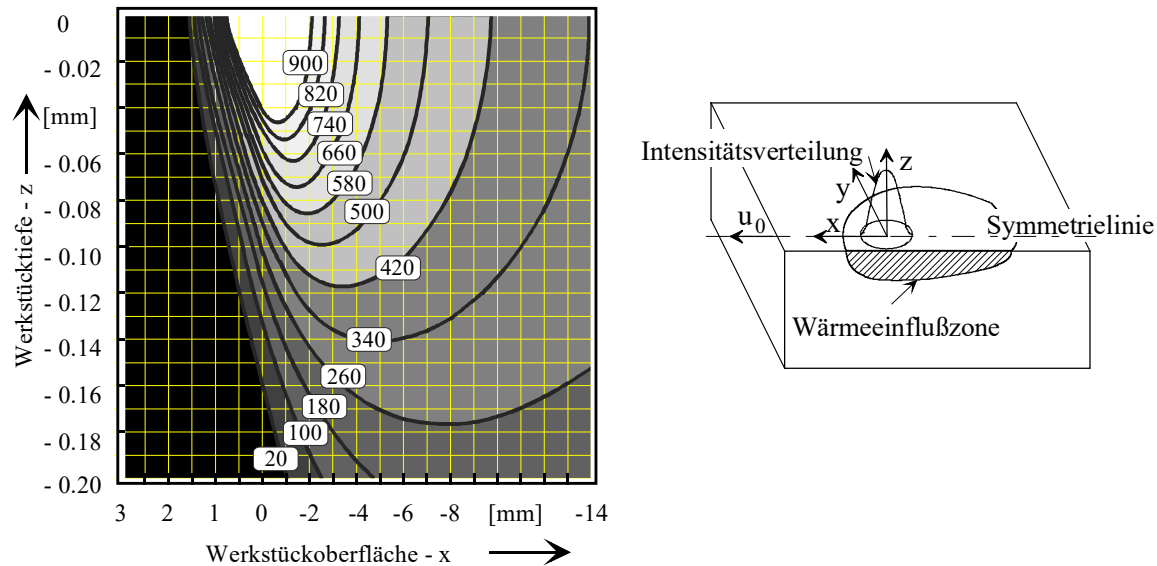 0
- 0.02
[mm]
- 0.06
- 0.08
- 0.10
- 0.12
- 0.14
- 0.16
- 0.18
- 0.20
Werkstücktiefe - z
900
820
740
660
580
500
420
340
260
180
100
20
3 2 1 0 -2 -4 -6 -8 [mm] -14
Werkstückoberfläche - x
Intensitätsverteilung
z
y
u0
x
Symmetrielinie
Wärmeeinflußzone